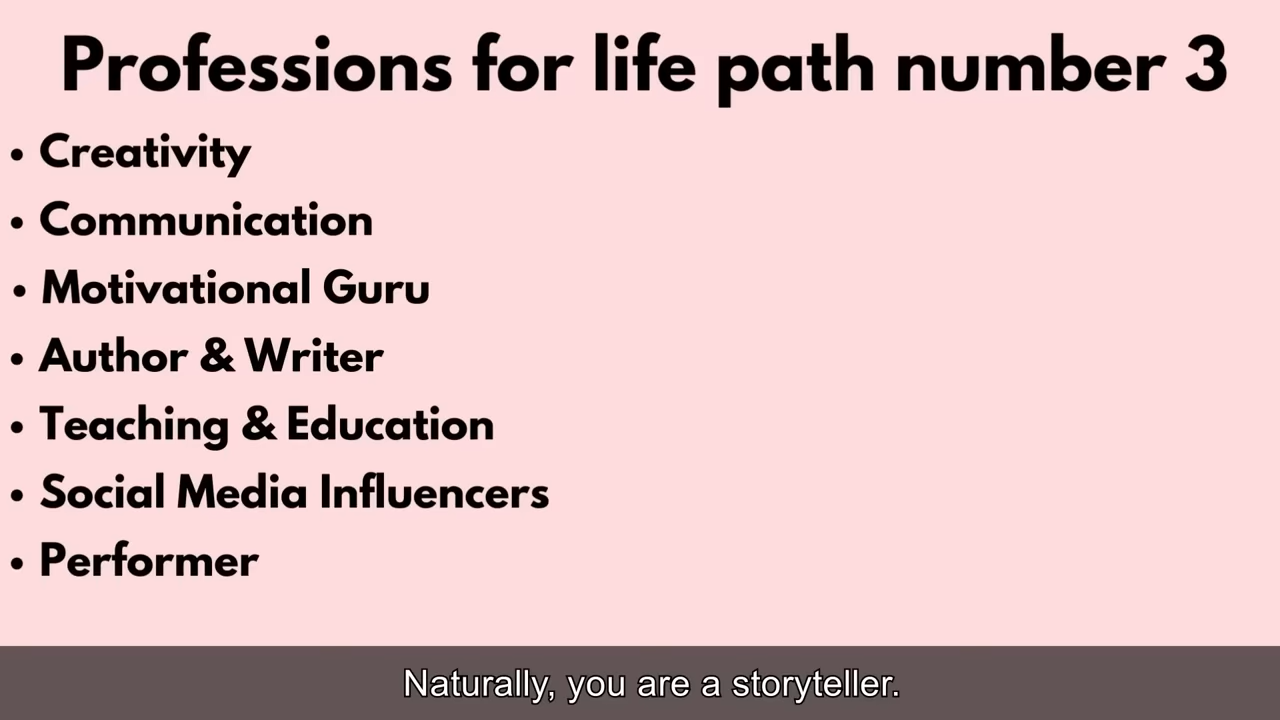 Professions for life path number 3
• Creativity
• Communication
• Motivational Guru
• Author & Writer
• Teaching & Education
• Social Media Influencers
• Performer
Naturally, you are a storyteller.